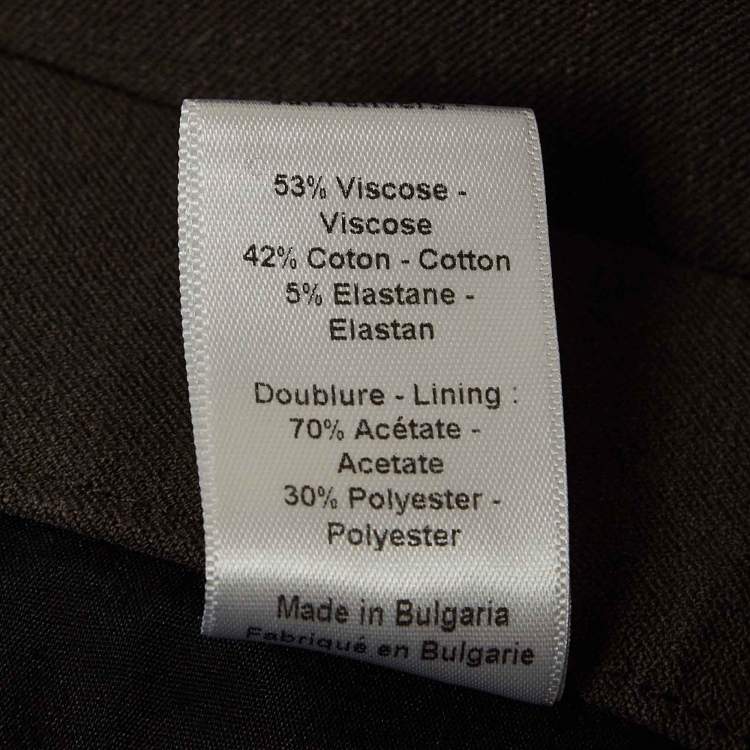 53% Viscose -
Viscose
42% Coton - Cotton
5% Elastane -
Elastan
Doublure - Lining :
70% Acétate -
Acetate
30% Polyester -
Polyester
Made in Bulgaria
Fabriqué en Bulgarie